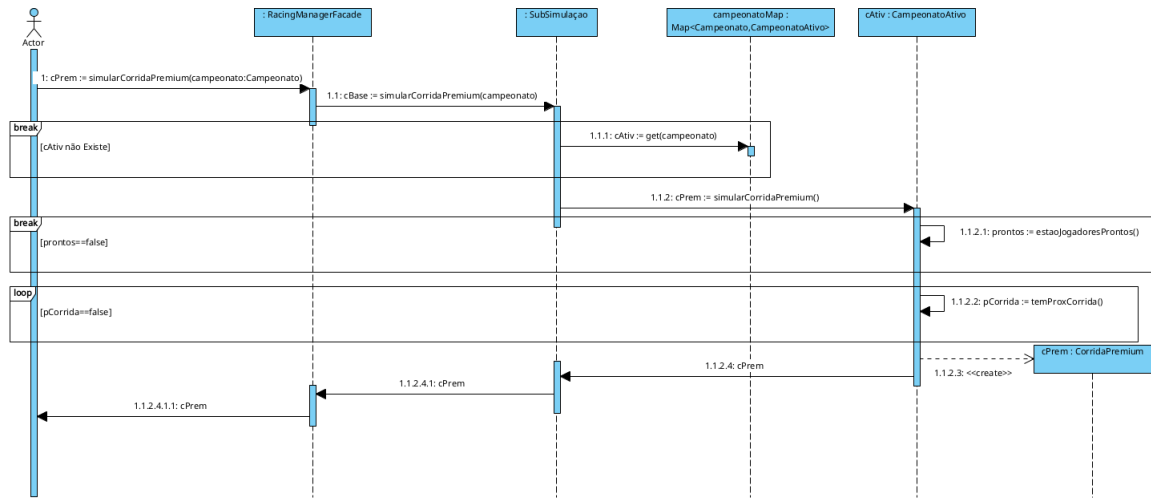 : RacingManagerFacade
: SubSimulaçao
campeonatoMap :
Map<Campeonato,CampeonatoAtivo>
cAtiv : CampeonatoAtivo
Actor
1: cPrem := simularCorridaPremium(campeonato:Campeonato)
1.1: cBase := simularCorridaPremium(campeonato)
break
1.1.1: cAtiv := get(campeonato)
[cAtiv não Existe]
1.1.2: cPrem := simularCorridaPremium()
break
1.1.2.1: prontos := estaoJogadoresProntos()
[prontos==false]
loop
1.1.2.2: pCorrida := temProxCorrida()
[pCorrida==false]
cPrem : CorridaPremium
1.1.2.4: cPrem
1.1.2.3: <<create>>
1.1.2.4.1: cPrem
1.1.2.4.1.1: cPrem